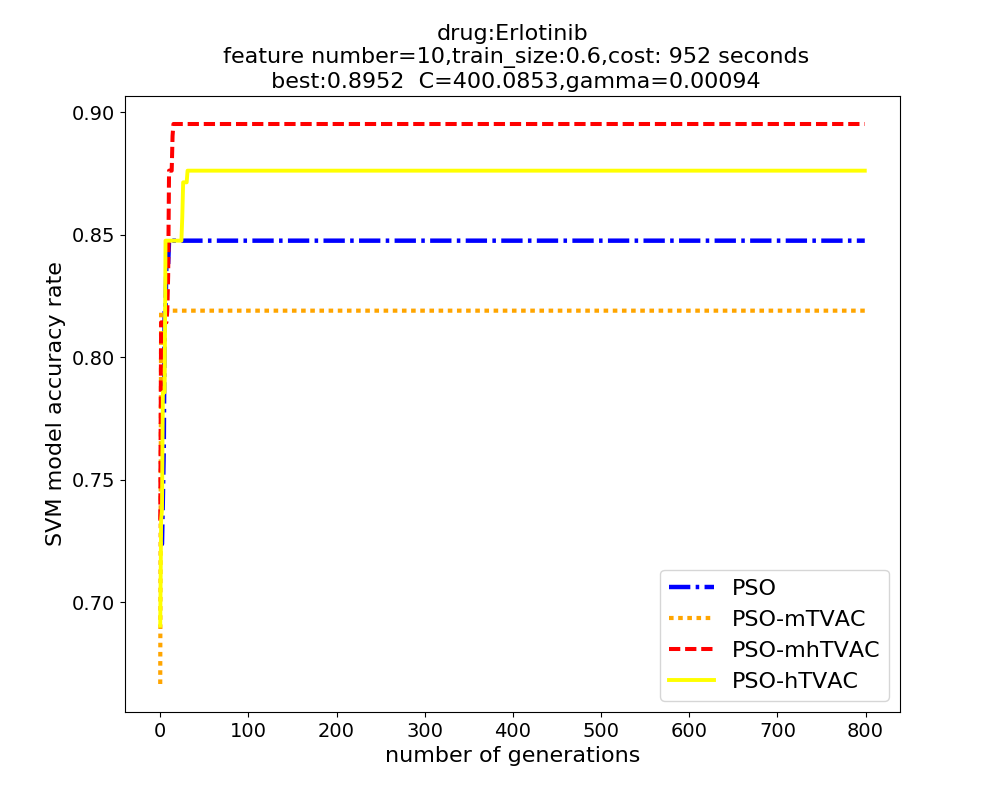 drug:Erlotinib
feature number=10,train_size:0.6,cost: 952 seconds
best:0.8952  C=400.0853,gamma=0.00094
0.90
0.85
0.80
0.75
0.70
SVM model accuracy rate
PSO
PSO-mTVAC
PSO-mhTVAC
PSO-hTVAC
0 100 200 300 400 500 600 700 800
number of generations